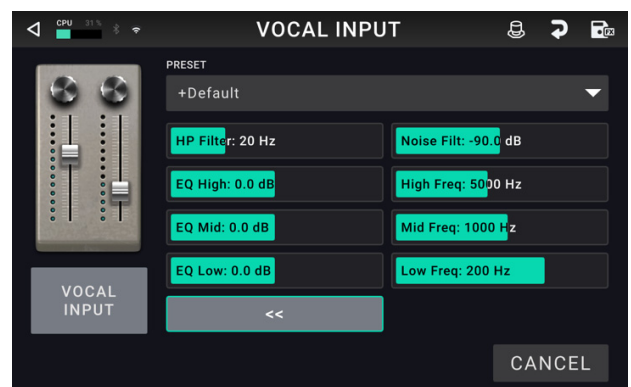 CPU 31%
VOCAL INPUT
FX
PRESET
+Default
HP Filter: 20 Hz
Noise Filt: -90.0 dB
EQ High: 0.0 dB
High Freq: 5000 Hz
EQ Mid: 0.0 dB
Mid Freq: 1000 Hz
EQ Low: 0.0 dB
Low Freq: 200 Hz
VOCAL
INPUT
<<
CANCEL